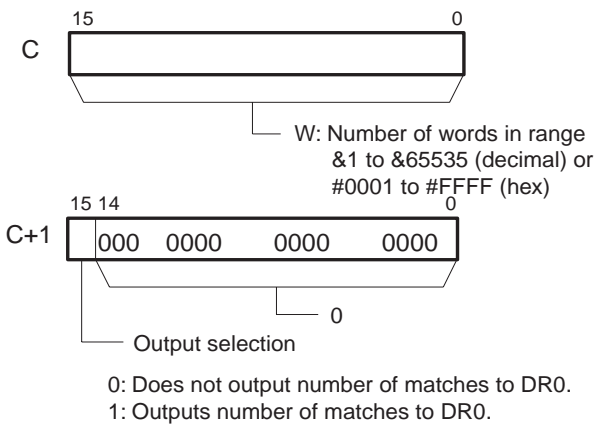 15 0
C
W: Number of words in range
&1 to &65535 (decimal) or
#0001 to #FFFF (hex)
15 14 0
C+1 000 0000 0000 0000
0
Output selection
0: Does not output number of matches to DR0.
1: Outputs number of matches to DR0.